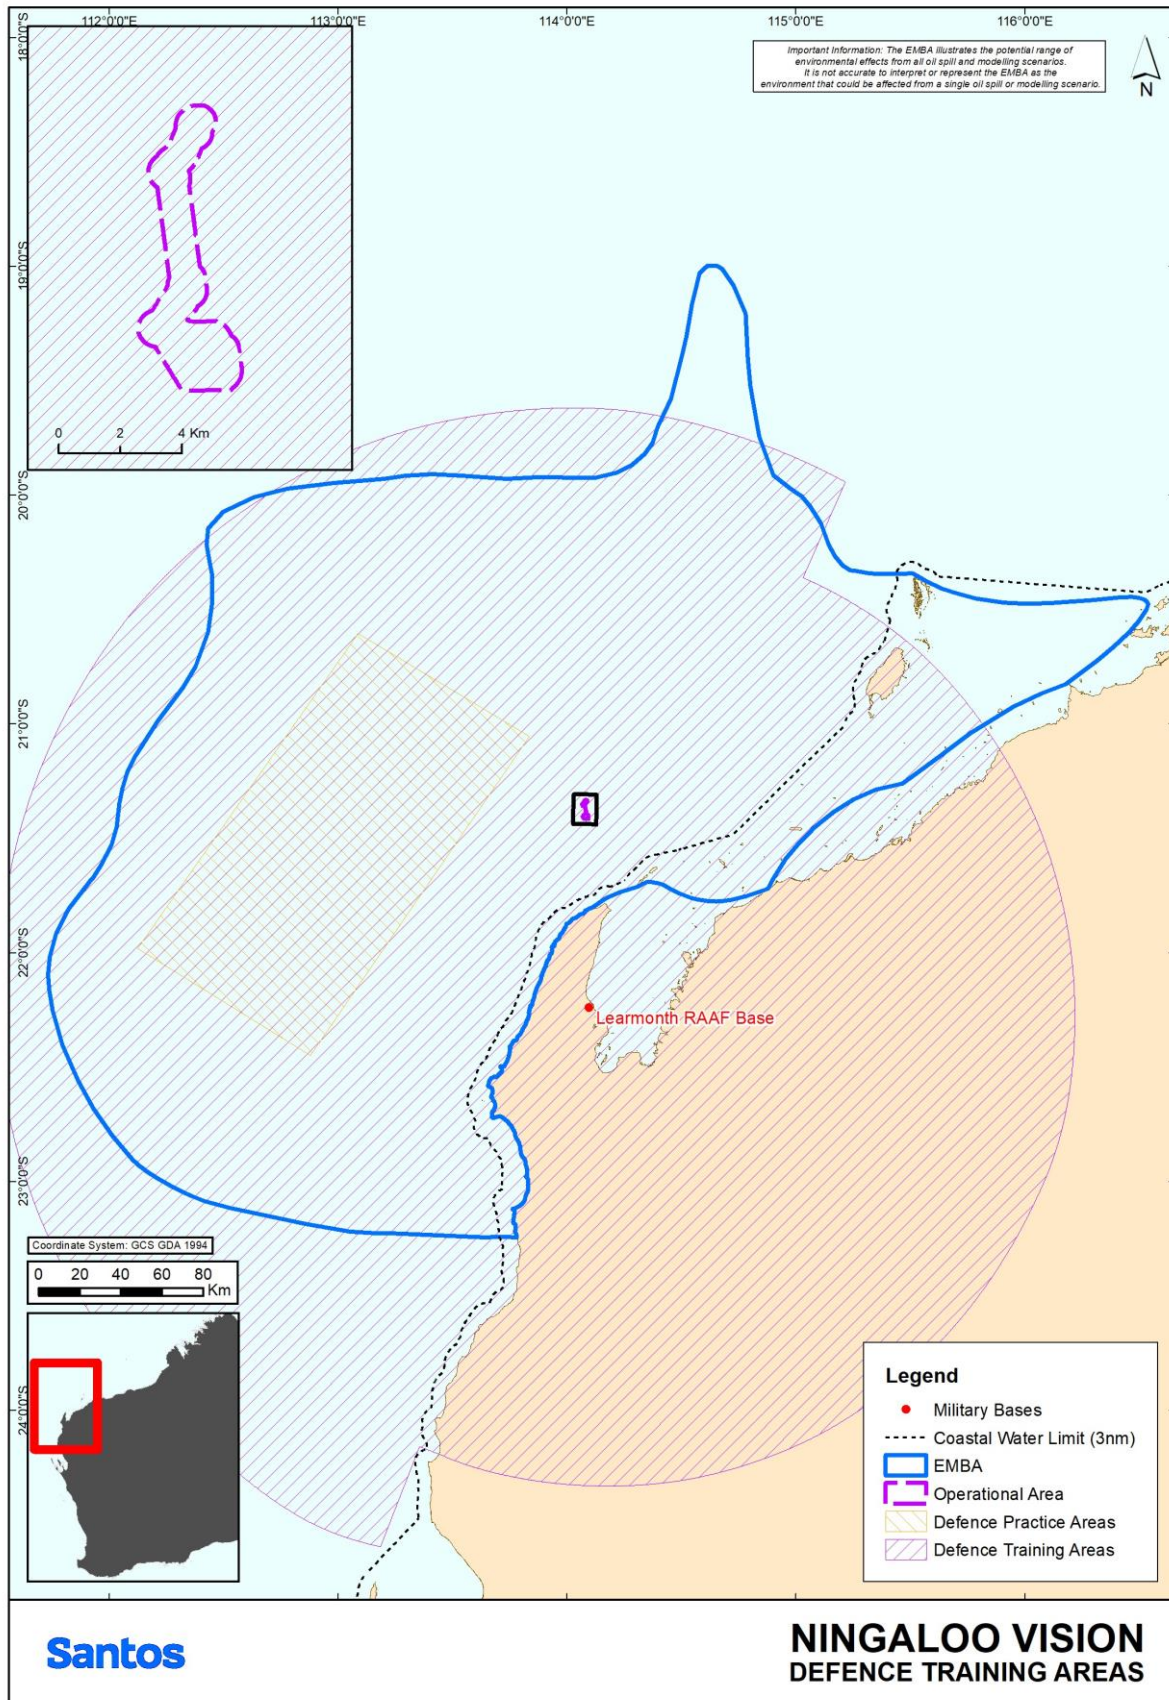 112°0'0"E
113°0'0"E
114°0'0"E
115°0'0"E
116°0'0"E
18°0'0"S
19°0'0"S
20°0'0"S
21°0'0"S
22°0'0"S
23°0'0"S
24°0'0"S
Important Information: The EMBA illustrates the potential range of
environmental effects from all oil spill and modelling scenarios.
It is not accurate to interpret or represent the EMBA as the
environment that could be affected from a single oil spill or modelling scenario.
N
0 2 4 Km
Learmonth RAAF Base
Coordinate System: GCS GDA 1994
0 20 40 60 80
Km
Legend
Military Bases
Coastal Water Limit (3nm)
EMBA
Operational Area
Defence Practice Areas
Defence Training Areas
Santos
NINGALOO VISION
DEFENCE TRAINING AREAS